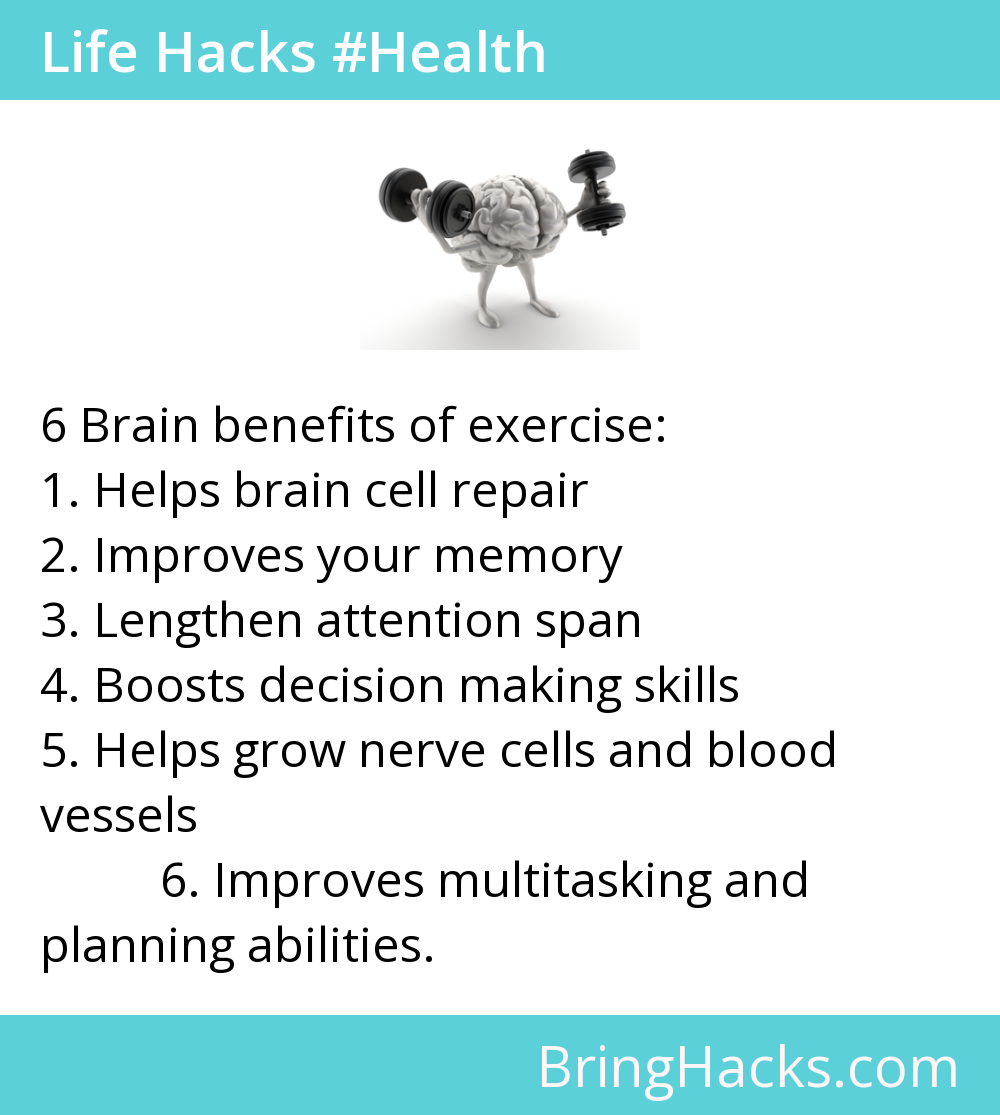 Life Hacks #Health
6 Brain benefits of exercise:
1. Helps brain cell repair
2. Improves your memory
3. Lengthen attention span
4. Boosts decision making skills
5. Helps grow nerve cells and blood
vessels
6. Improves multitasking and
planning abilities.
BringHacks.com